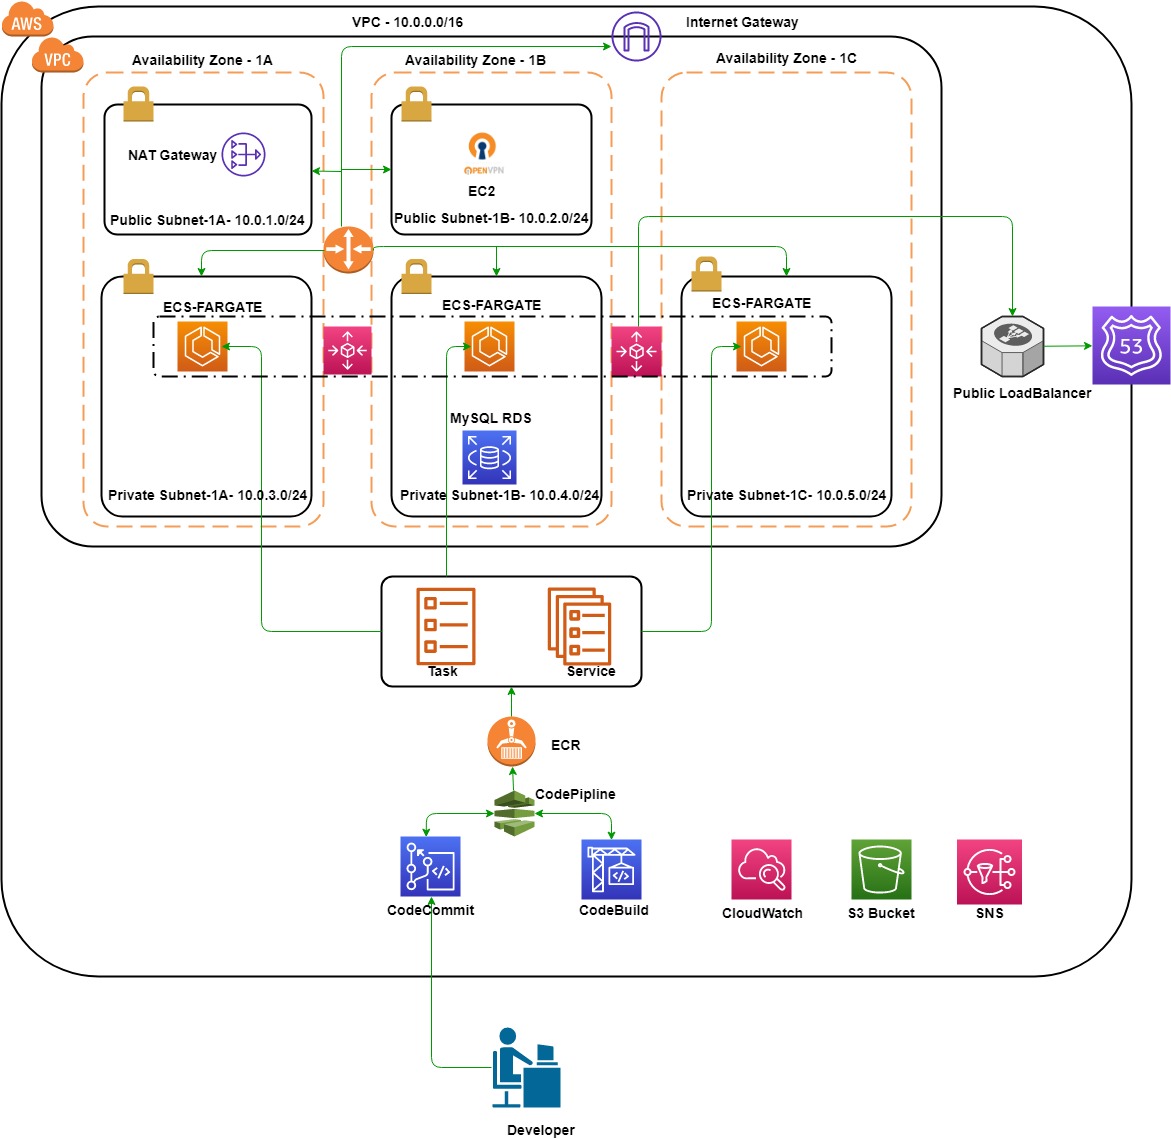 AWS
VPC - 10.0.0.0/16
Internet Gateway
VPC
Availability Zone - 1A
Availability Zone - 1B
Availability Zone - 1C
NAT Gateway
OPENVPN
EC2
Public Subnet-1A- 10.0.1.0/24
Public Subnet-1B- 10.0.2.0/24
ECS-FARGATE
ECS-FARGATE
ECS-FARGATE
53
Public LoadBalancer
MySQL RDS
Private Subnet-1A- 10.0.3.0/24
Private Subnet-1B- 10.0.4.0/24
Private Subnet-1C- 10.0.5.0/24
Task
Service
ECR
CodePipline
CodeCommit
CodeBuild
CloudWatch
S3 Bucket
SNS
Developer